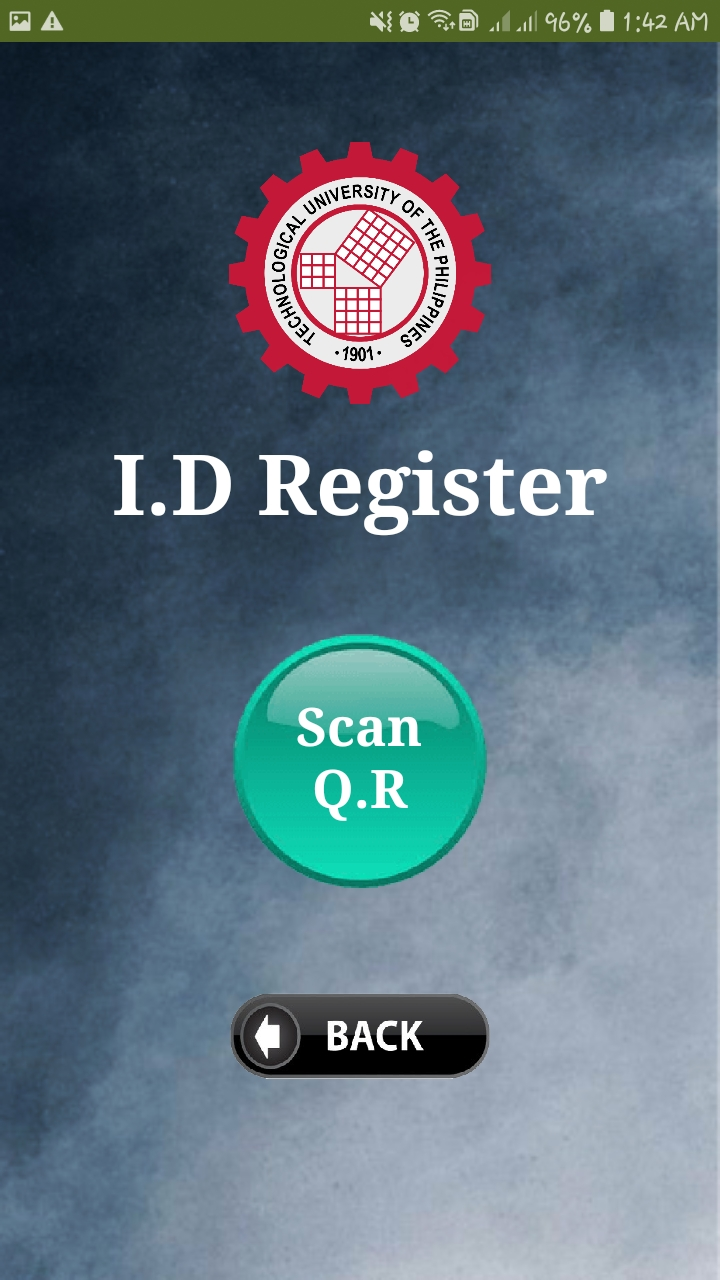 96% 1:42 AM
TECHNOLOGICAL UNIVERSITY OF THE PHILIPPINES
· 1901 ·
I.D Register
Scan
Q.R
BACK